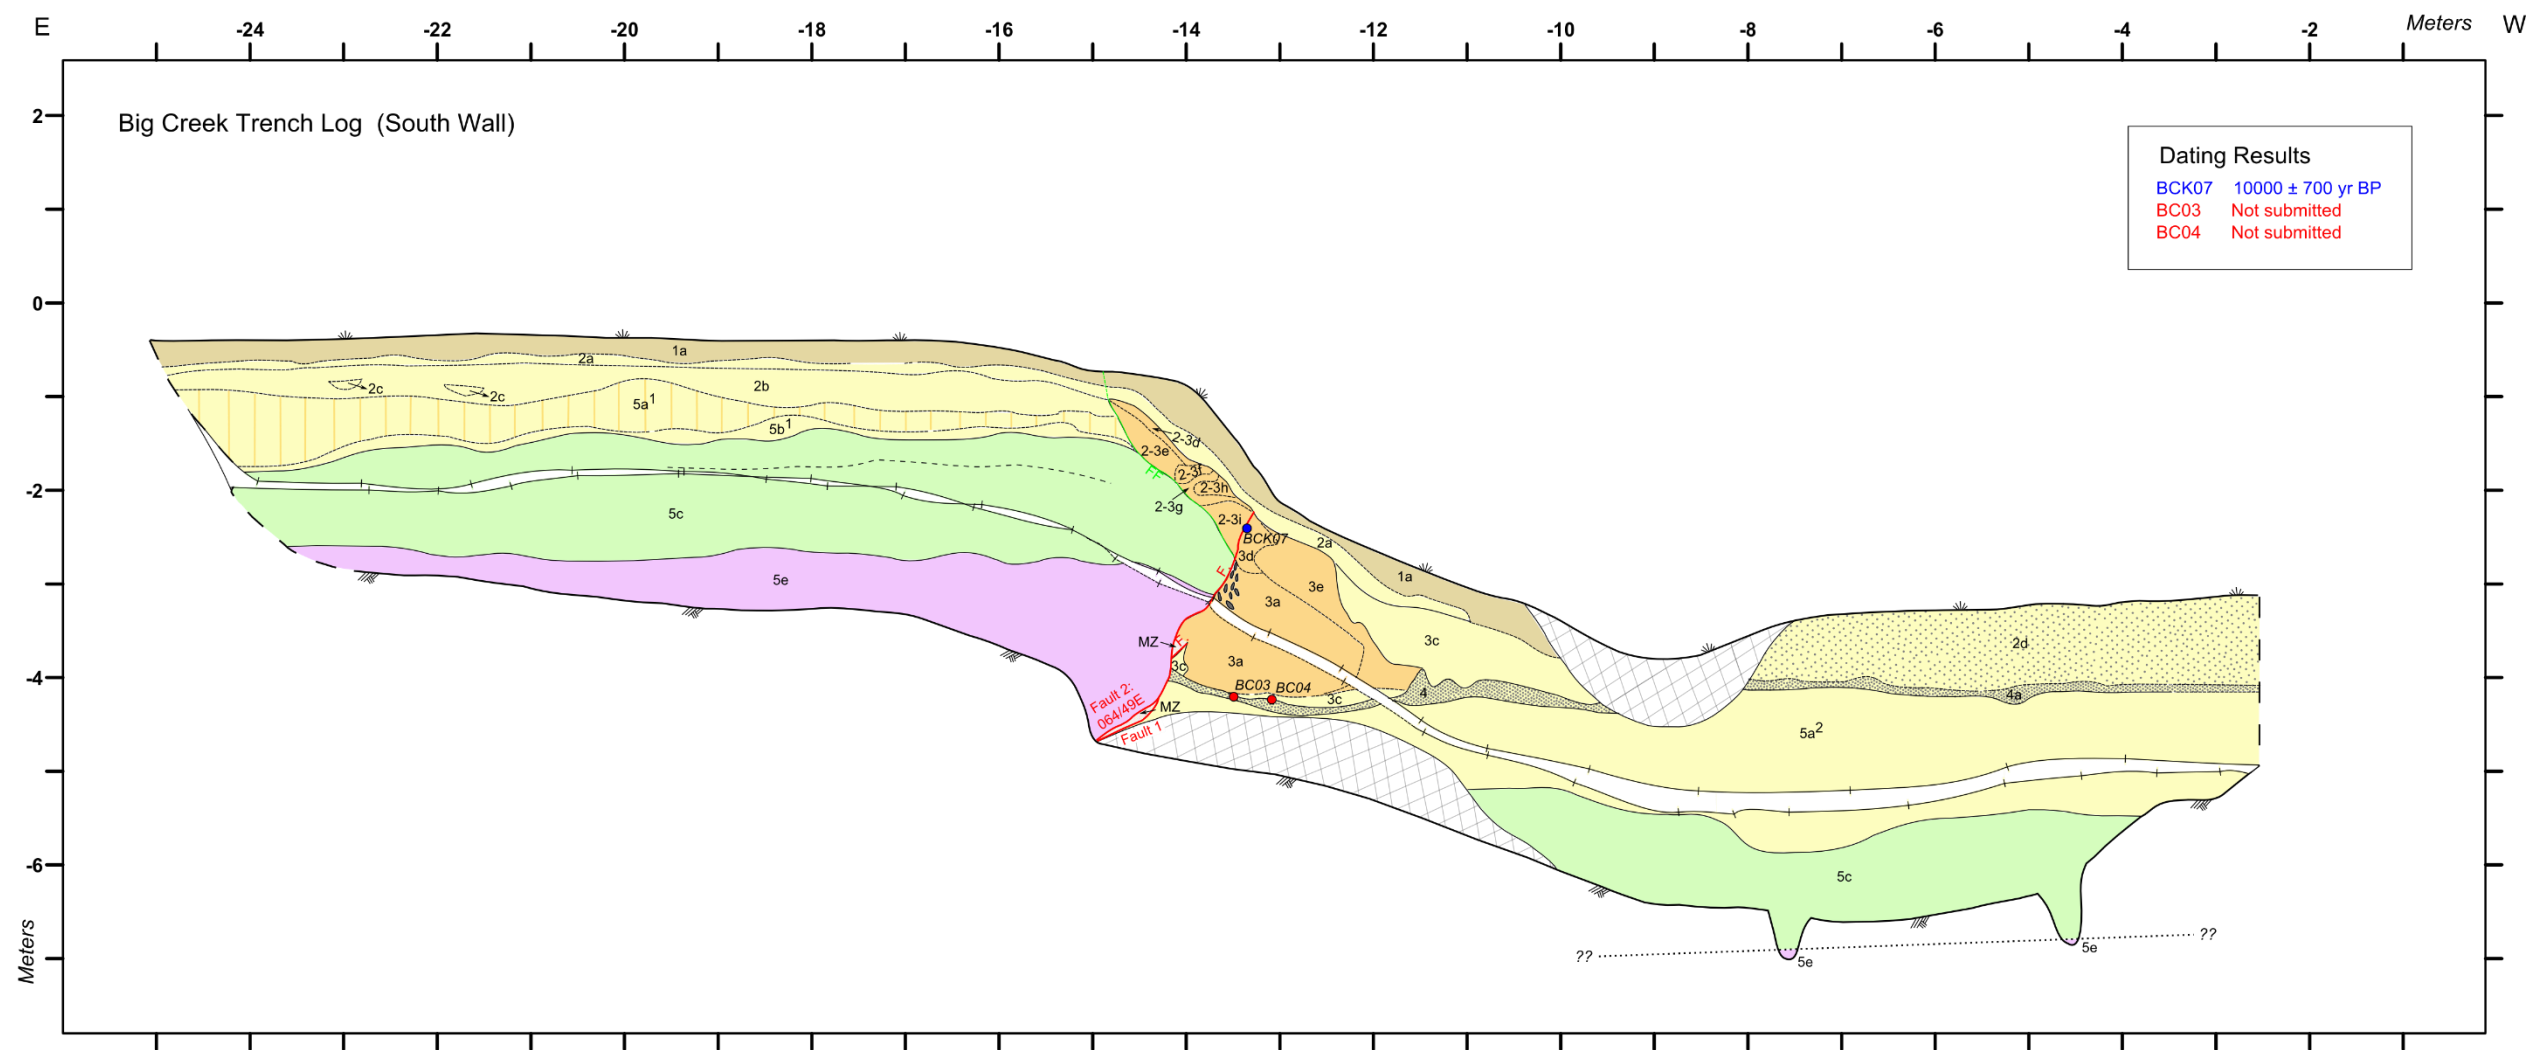 E
-24
-22
-20
-18
-16
-14
-12
-10
-8
-6
-4
-2
Meters
W
2
0
-2
-4
-6
Meters
Big Creek Trench Log (South Wall)
Dating Results
BCK07 10000 ± 700 yr BP
BC03 Not submitted
BC04 Not submitted
1a
2a
2b
2c
2c
5a1
5b1
5c
5e
2-3d
2-3e
FF
2-3f
2-3h
2-3g
2-3i
BCK07
3d
F
2a
1a
3e
3a
3c
MZ
F
3c
3a
BC03
BC04
3c
4
Fault 2:
064/49E
MZ
Fault 1
2d
4a
5a2
5c
??
5e
5e
??